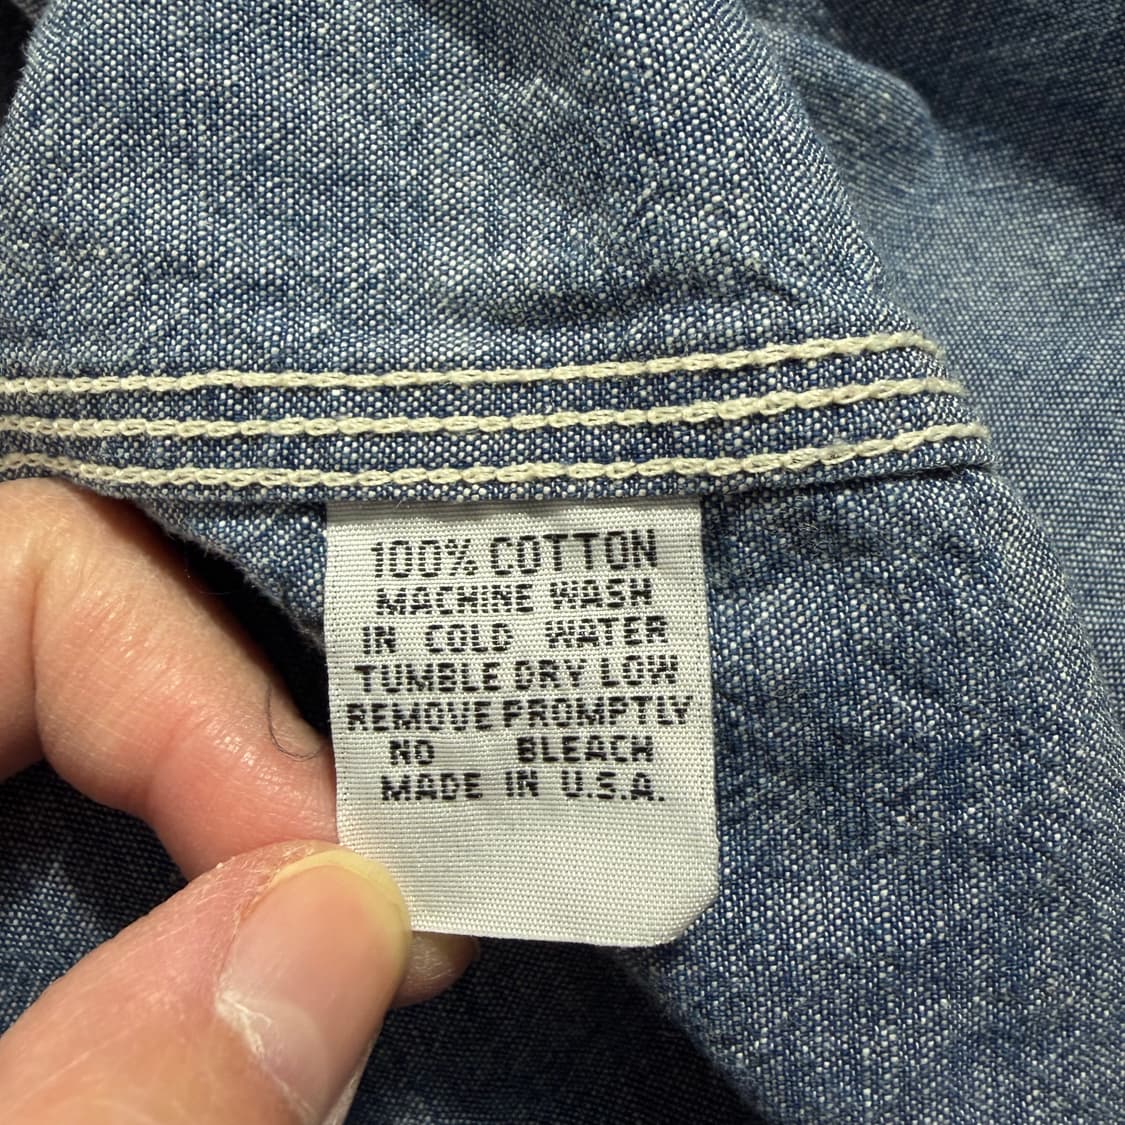 100% COTTON
MACHINE WASH
IN COLD WATER
TUMBLE DRY LOW
REMOVE PROMPTLY
NO BLEACH
MADE IN U.S.A.